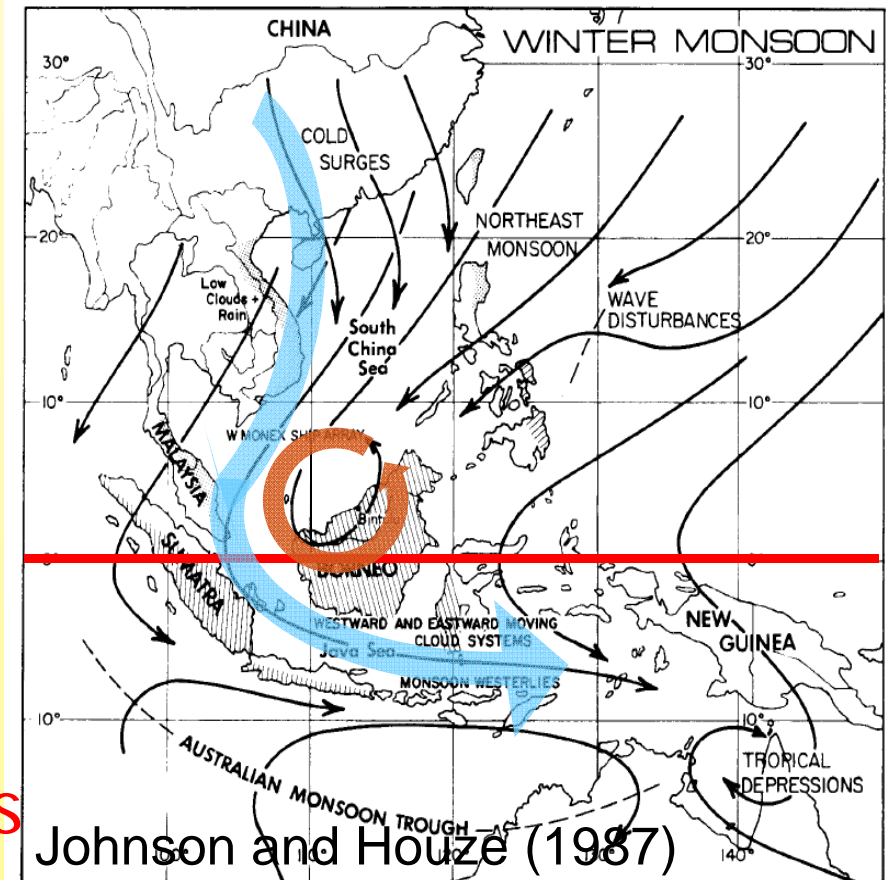 CHINA
WINTER MONSOON
30°
30°
COLD
SURGES
NORTHEAST
MONSOON
20°
20°
Low
Clouds +
Rain
WAVE
DISTURBANCES
South
China
Sea
10°
10°
W MONEX SHIP ARRAY
MALAYSIA
SUMATRA
BORNEO
WESTWARD AND EASTWARD MOVING
CLOUD SYSTEMS
Java Sea
MONSOON WESTERLIES
NEW
GUINEA
10°
10°
AUSTRALIAN MONSOON TROUGH
TROPICAL
DEPRESSIONS
s
Johnson and Houze (1987)
100°
140°